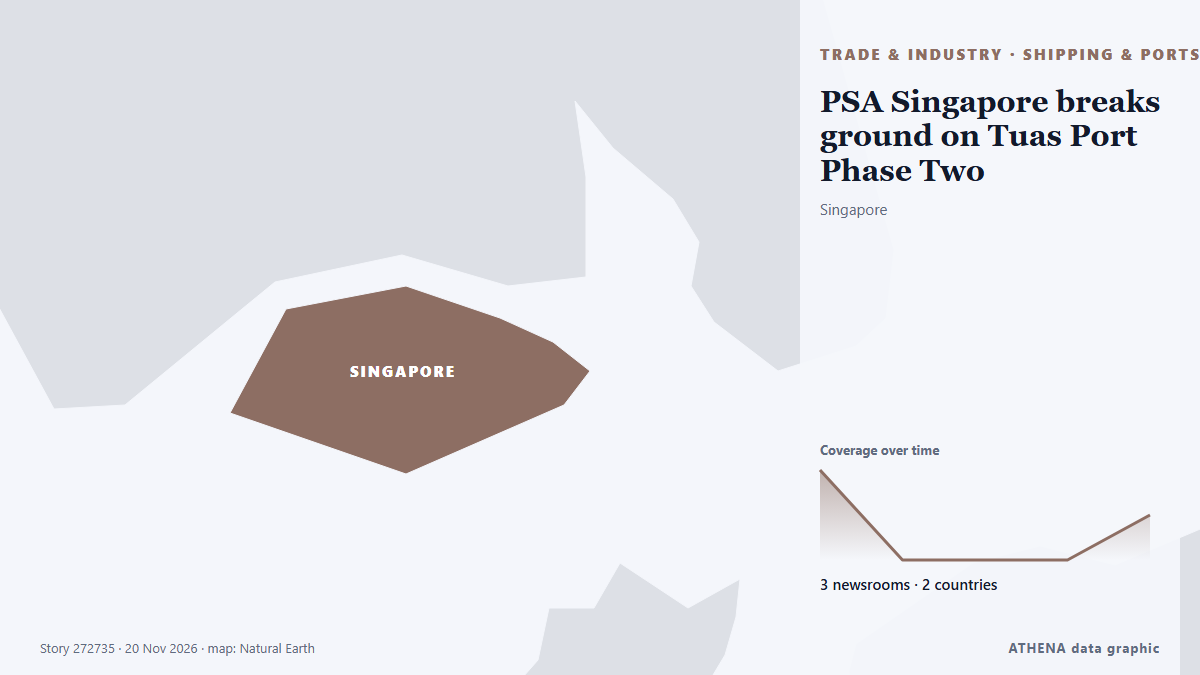 TRADE & INDUSTRY · SHIPPING & PORTS
PSA Singapore breaks
ground on Tuas Port
Phase Two
Singapore
SINGAPORE
Coverage over time
3 newsrooms · 2 countries
Story 272735 · 20 Nov 2026 · map: Natural Earth
ATHENA data graphic